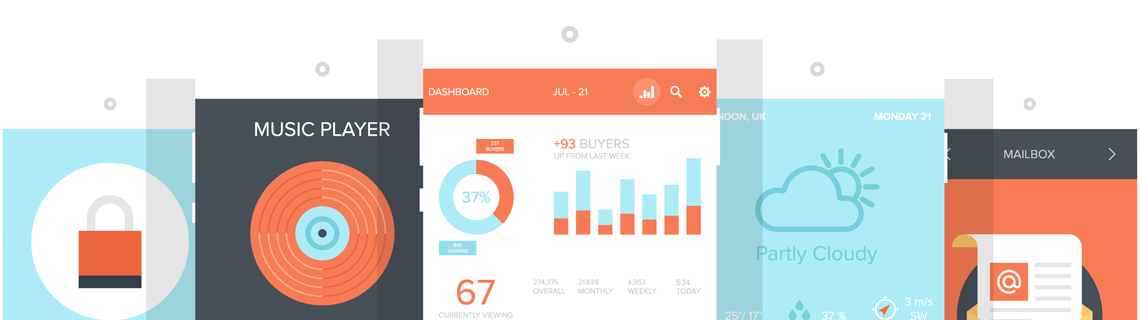 MUSIC PLAYER
DASHBOARD
JUL - 21
237
BUYERS
37%
840
VIEWING
+93 BUYERS
UP FROM LAST WEEK
67
CURRENTLY VIEWING
274,375
OVERALL
21,628
MONTHLY
4,953
WEEKLY
534
TODAY
NDON, UK
MONDAY 21
Partly Cloudy
25°/ 17°
37 %
3 m/s
SW
MAILBOX
@